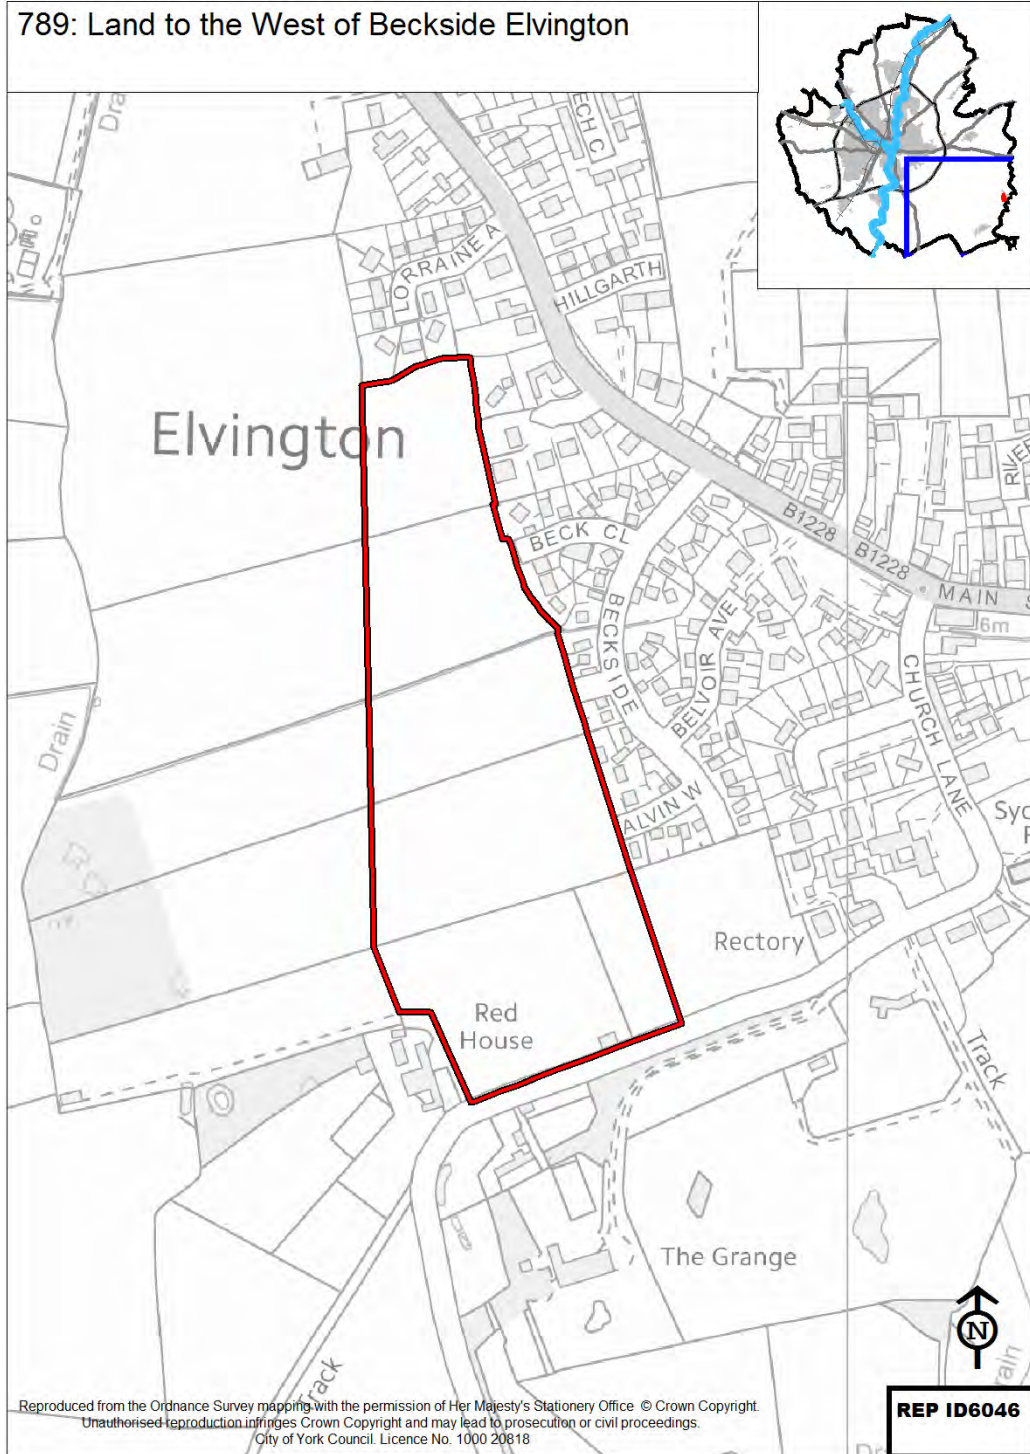 789: Land to the West of Beckside Elvington
Drain
ECH C
LORRAINE A
HILLGARTH
Elvington
RIVER
B1228
B1228
MAIN S
6m
BECK CL
BECKSIDE
BELVOIR AVE
CHURCH LANE
Drain
ALVIN W
Rectory
Red
House
Track
The Grange
N
Track
Reproduced from the Ordnance Survey mapping with the permission of Her Majesty's Stationery Office © Crown Copyright.
Unauthorised reproduction infringes Crown Copyright and may lead to prosecution or civil proceedings.
City of York Council. Licence No. 1000 20818
REP ID6046